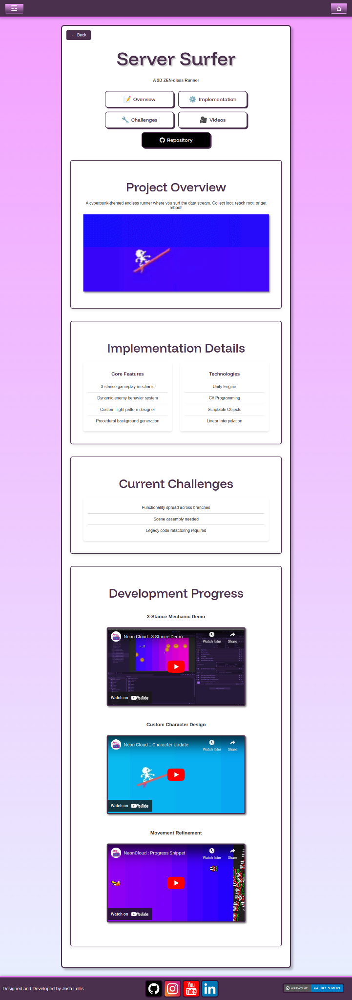 ← Back
Server Surfer
A 2D ZEN-dless Runner
📝 Overview
⚙️ Implementation
🔧 Challenges
🎥 Videos
Repository
Project Overview
A cyberpunk-themed endless runner where you surf the data stream. Collect loot, reach root, or get
reboot!
Implementation Details
Core Features
3-stance gameplay mechanic
Dynamic enemy behavior system
Custom flight pattern designer
Procedural background generation
Technologies
Unity Engine
C# Programming
Scriptable Objects
Linear Interpolation
Current Challenges
Functionality spread across branches
Scene assembly needed
Legacy code refactoring required
Development Progress
3-Stance Mechanic Demo
Neon Cloud : 3-Stance Demo
Watch later
Share
Watch on YouTube
Custom Character Design
Neon Cloud :: Character Update
Watch later
Share
Watch on YouTube
Movement Refinement
NeonCloud : Progress Snippet
Watch later
Share
Watch on YouTube
Designed and Developed by Josh Lollis
You
Tube
in
WAKATIME
44 HRS 3 MINS